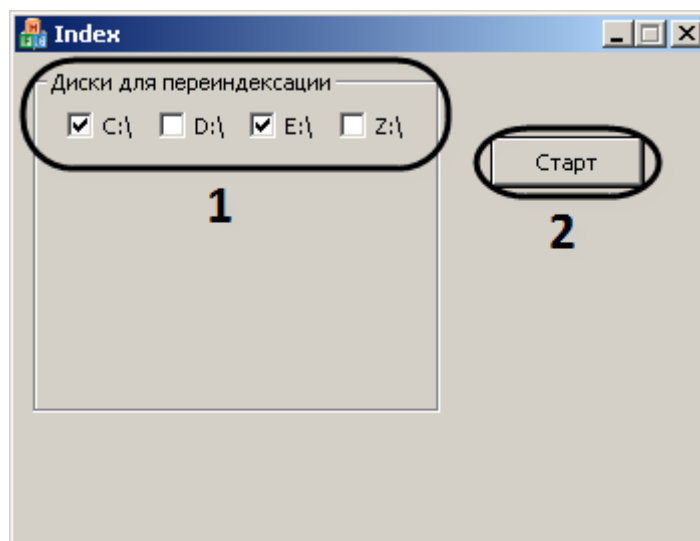 Index
Диски для переиндексации
C:\ D:\ E:\ Z:\
Старт
1
2